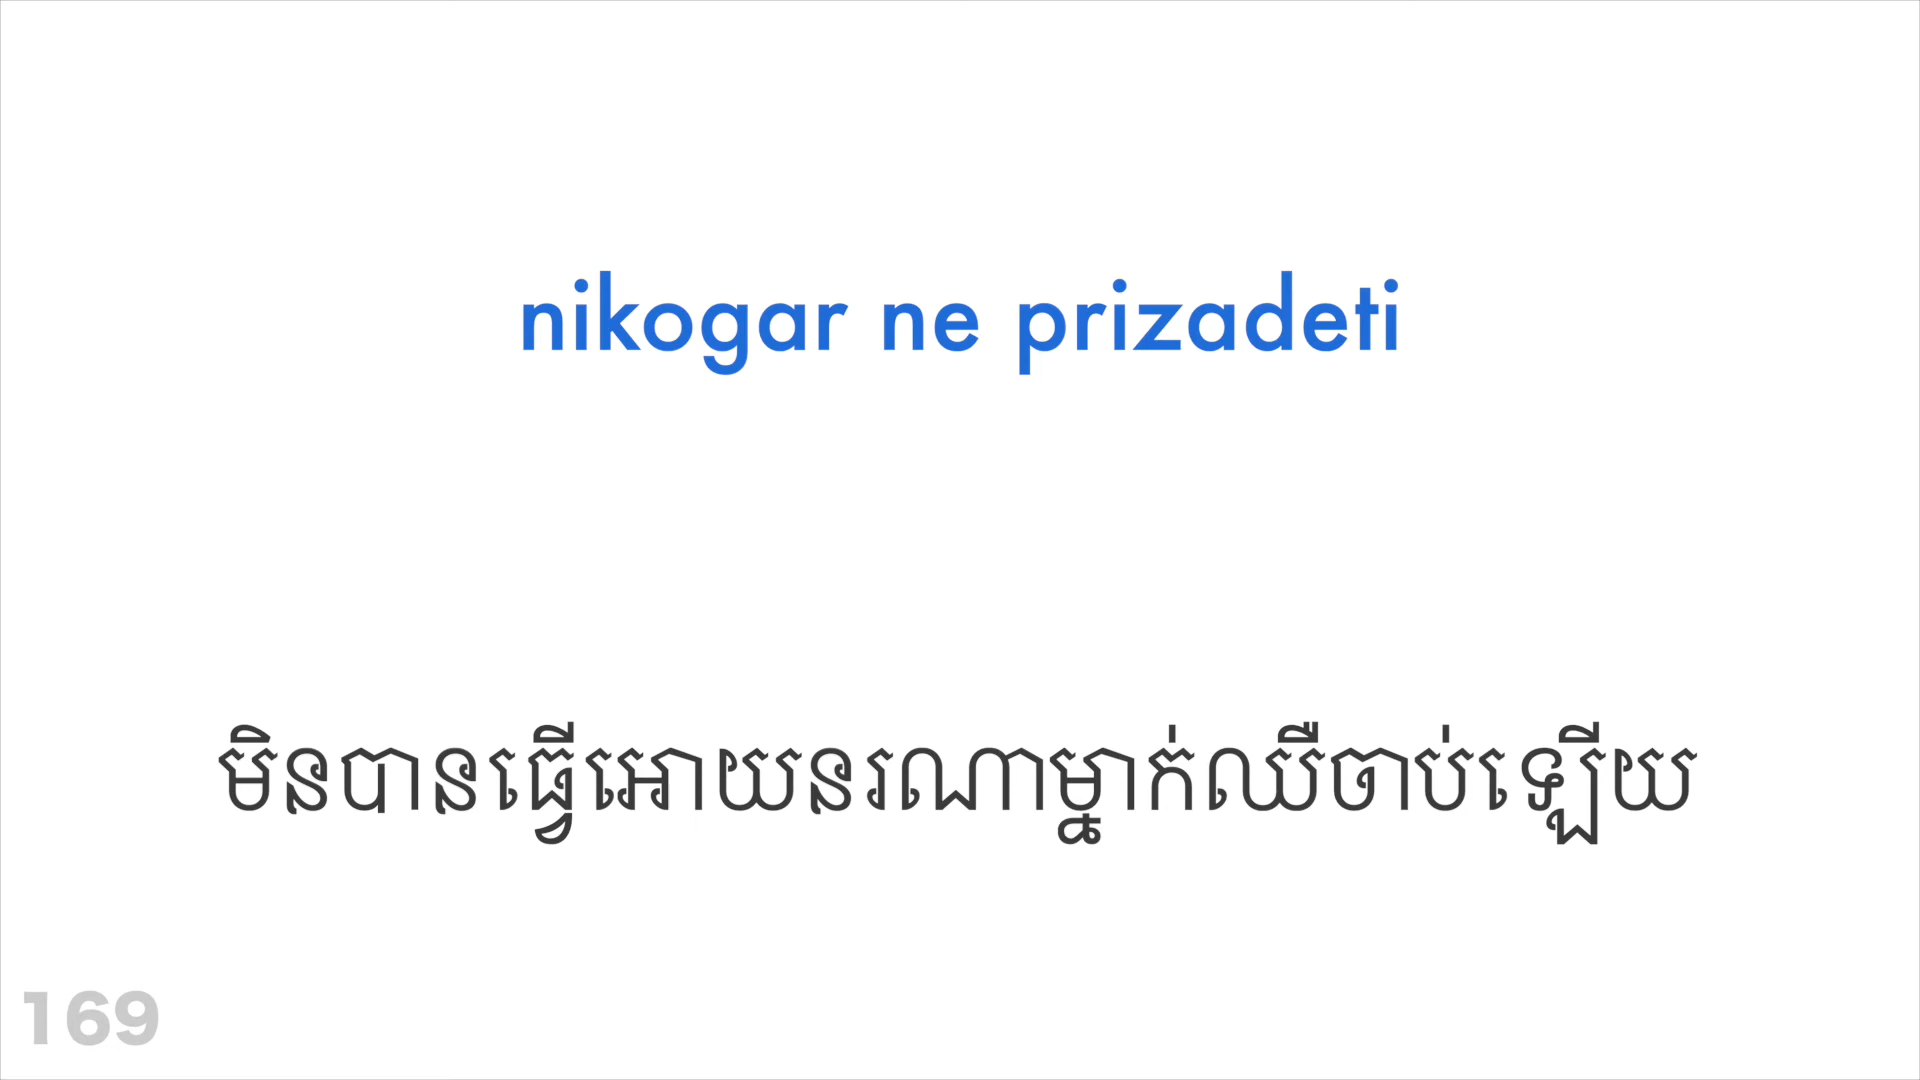 nikogar ne prizadeti
មិនបានធ្វើអោយនរណាម្នាក់ឈឺចាប់ឡើយ
169